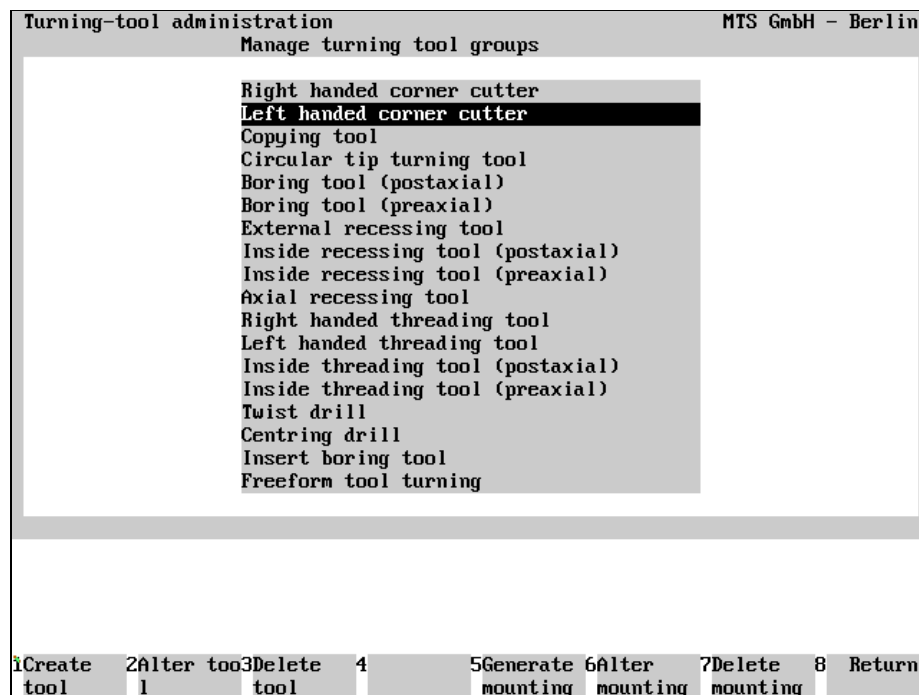 Turning-tool administration MTS GmbH - Berlin
Manage turning tool groups
Right handed corner cutter
Left handed corner cutter
Copying tool
Circular tip turning tool
Boring tool (postaxial)
Boring tool (preaxial)
External recessing tool
Inside recessing tool (postaxial)
Inside recessing tool (preaxial)
Axial recessing tool
Right handed threading tool
Left handed threading tool
Inside threading tool (postaxial)
Inside threading tool (preaxial)
Twist drill
Centring drill
Insert boring tool
Freeform tool turning
1Create 2Alter too3Delete 4 5Generate 6Alter 7Delete 8 Return
tool l tool mounting mounting mounting